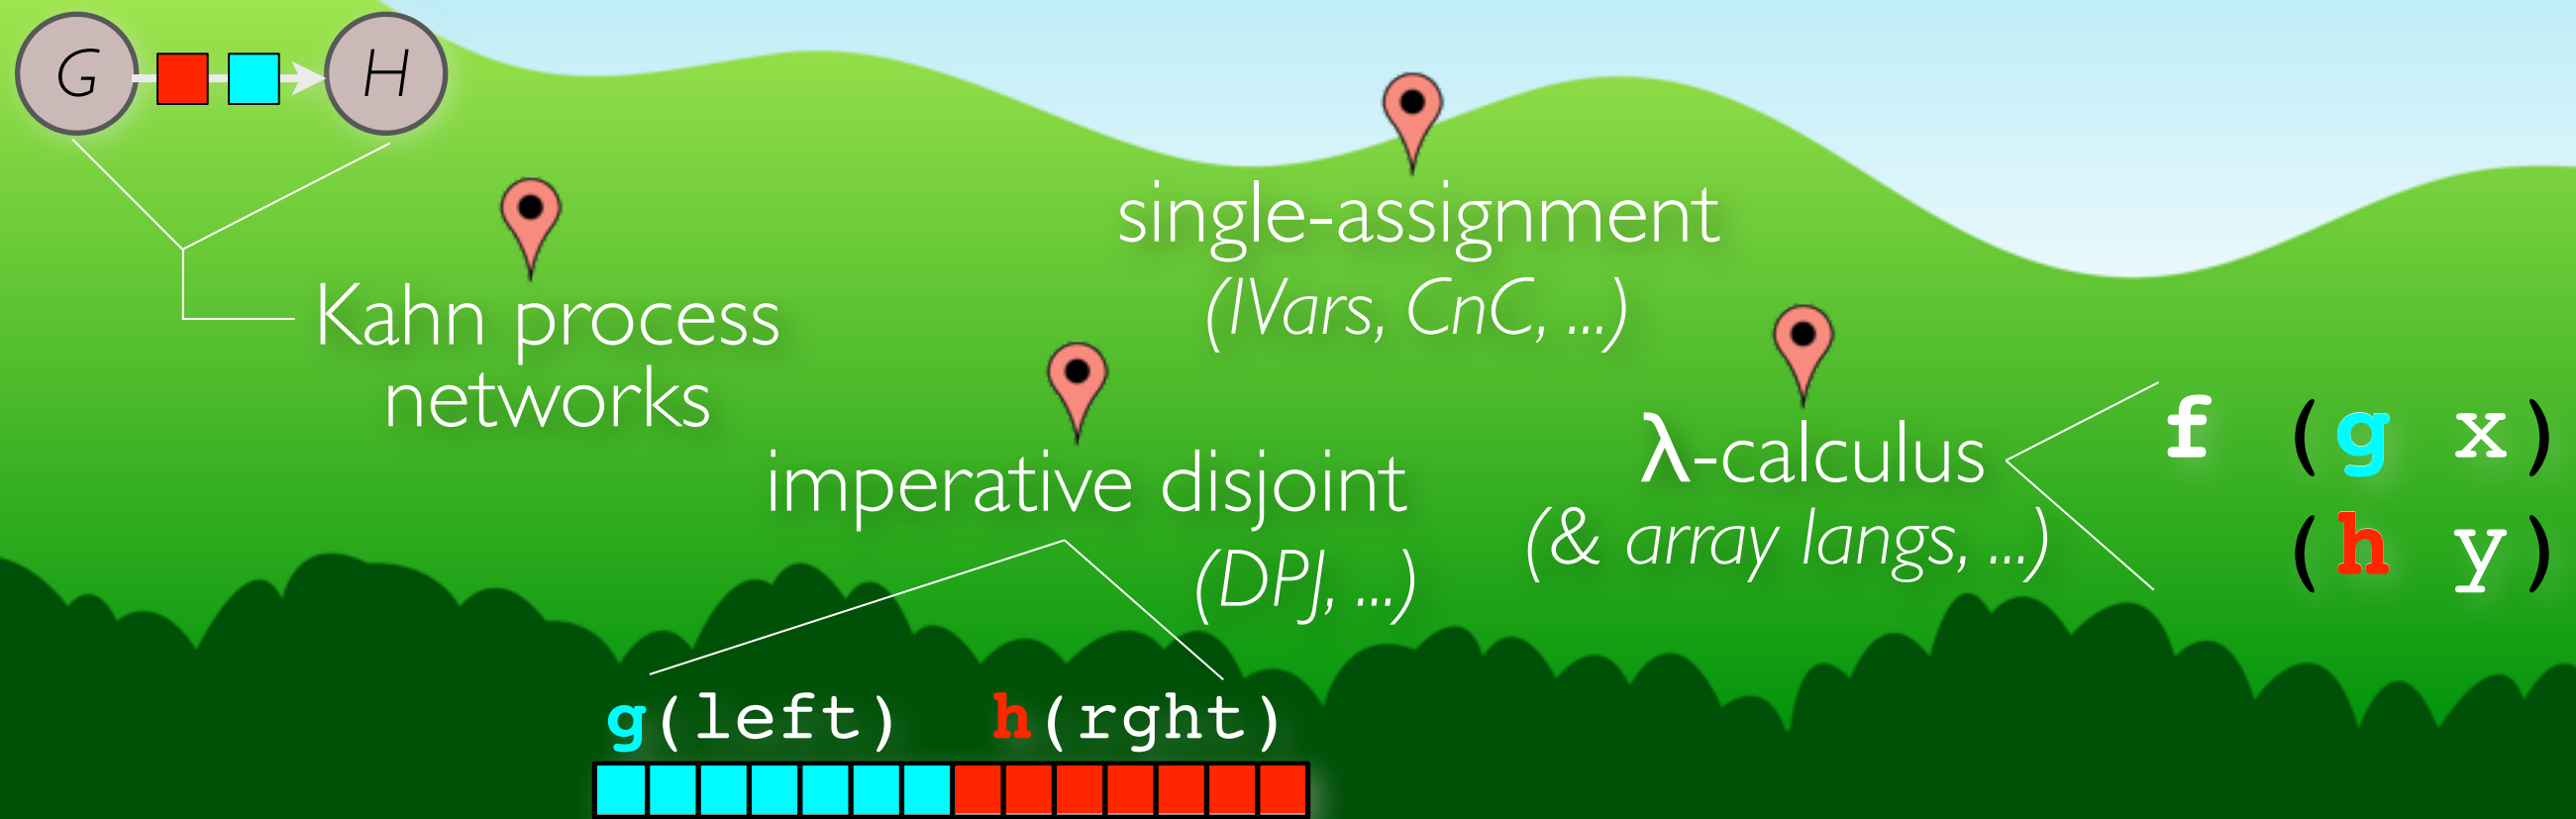 G H
Kahn process
networks
single-assignment
(IVars, CnC, ...)
imperative disjoint
(DPJ, ...)
λ-calculus
(& array langs, ...)
f (g x)
(h y)
g(left) h(rght)